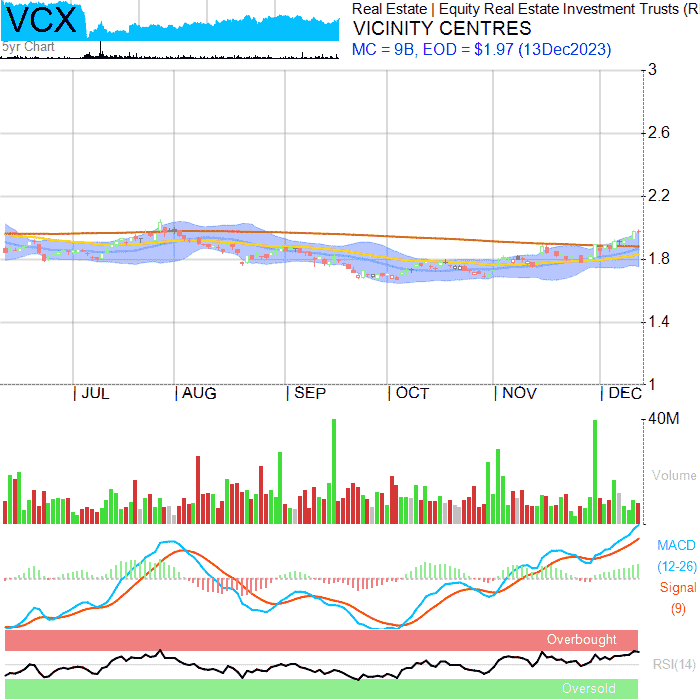 VCX
5yr Chart
Real Estate | Equity Real Estate Investment Trusts (R
VICINITY CENTRES
MC = 9B, EOD = $1.97 (13Dec2023)
3
2.6
2.2
1.8
1.4
1
| JUL | AUG | SEP | OCT | NOV | DEC
40M
Volume
MACD
(12-26)
Signal
(9)
Overbought
RSI(14)
Oversold